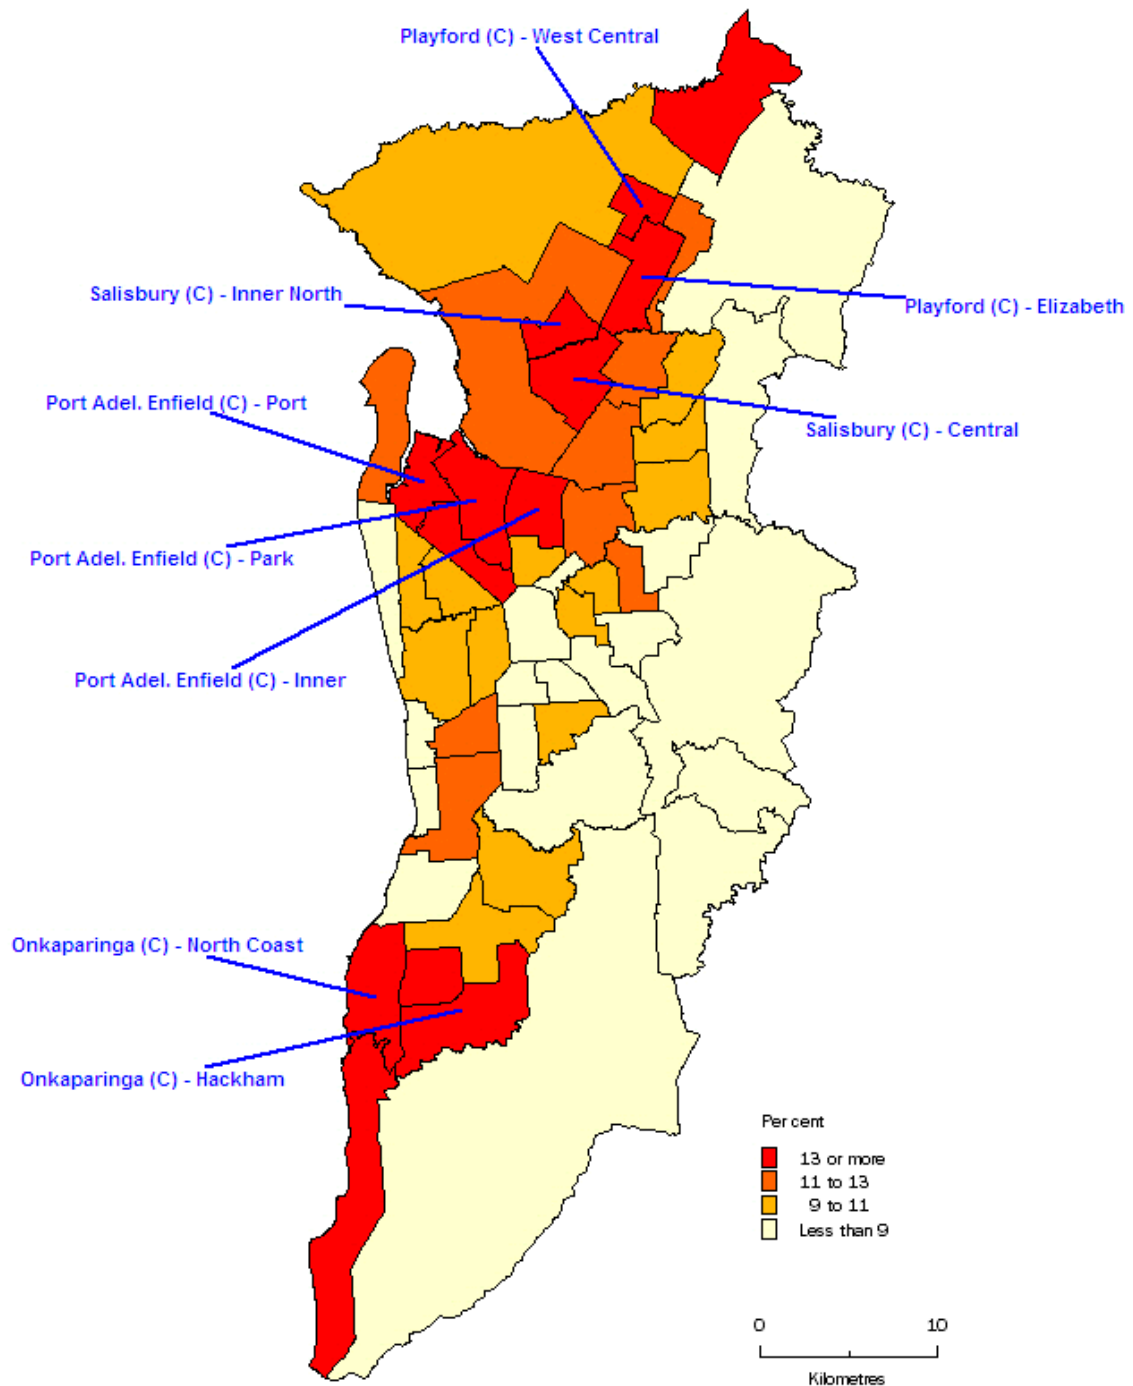 Playford (C) - West Central
Salisbury (C) - Inner North
Playford (C) - Elizabeth
Port Adel. Enfield (C) - Port
Salisbury (C) - Central
Port Adel. Enfield (C) - Park
Port Adel. Enfield (C) - Inner
Onkaparinga (C) - North Coast
Onkaparinga (C) - Hackham
Per cent
13 or more
11 to 13
9 to 11
Less than 9
0 10
Kilometres